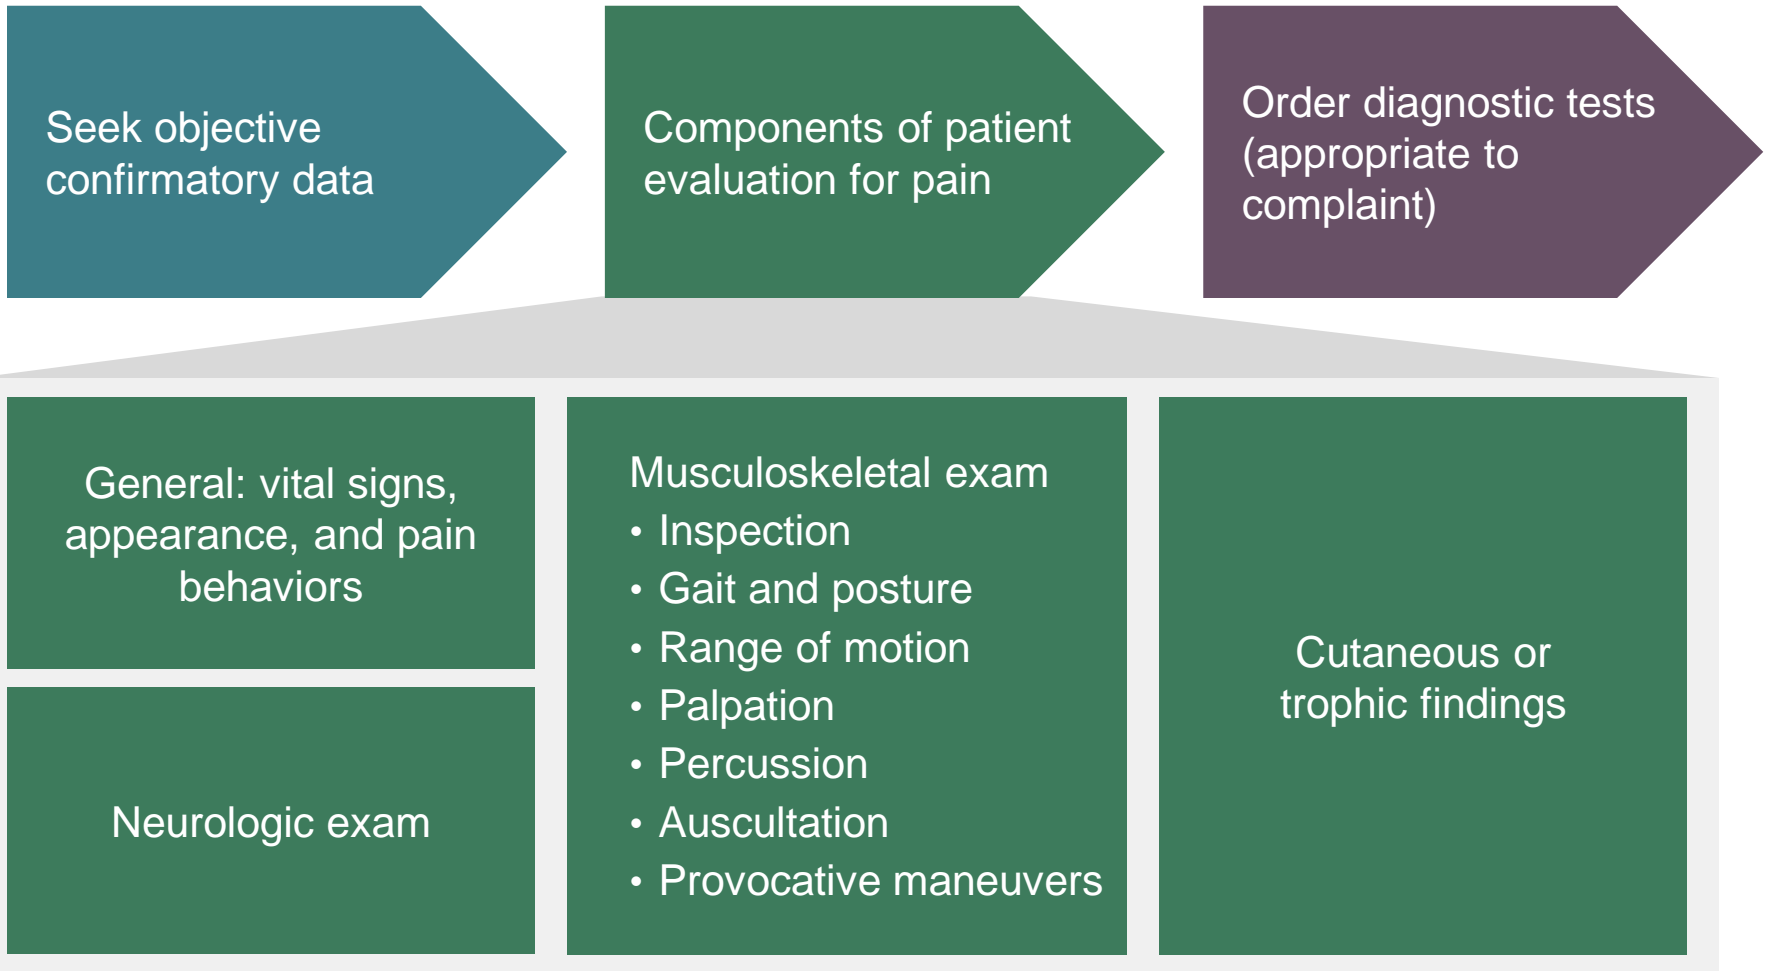 Seek objective
confirmatory data
Components of patient
evaluation for pain
Order diagnostic tests
(appropriate to
complaint)
General: vital signs,
appearance, and pain
behaviors
Neurologic exam
Musculoskeletal exam
• Inspection
• Gait and posture
• Range of motion
• Palpation
• Percussion
• Auscultation
• Provocative maneuvers
Cutaneous or
trophic findings